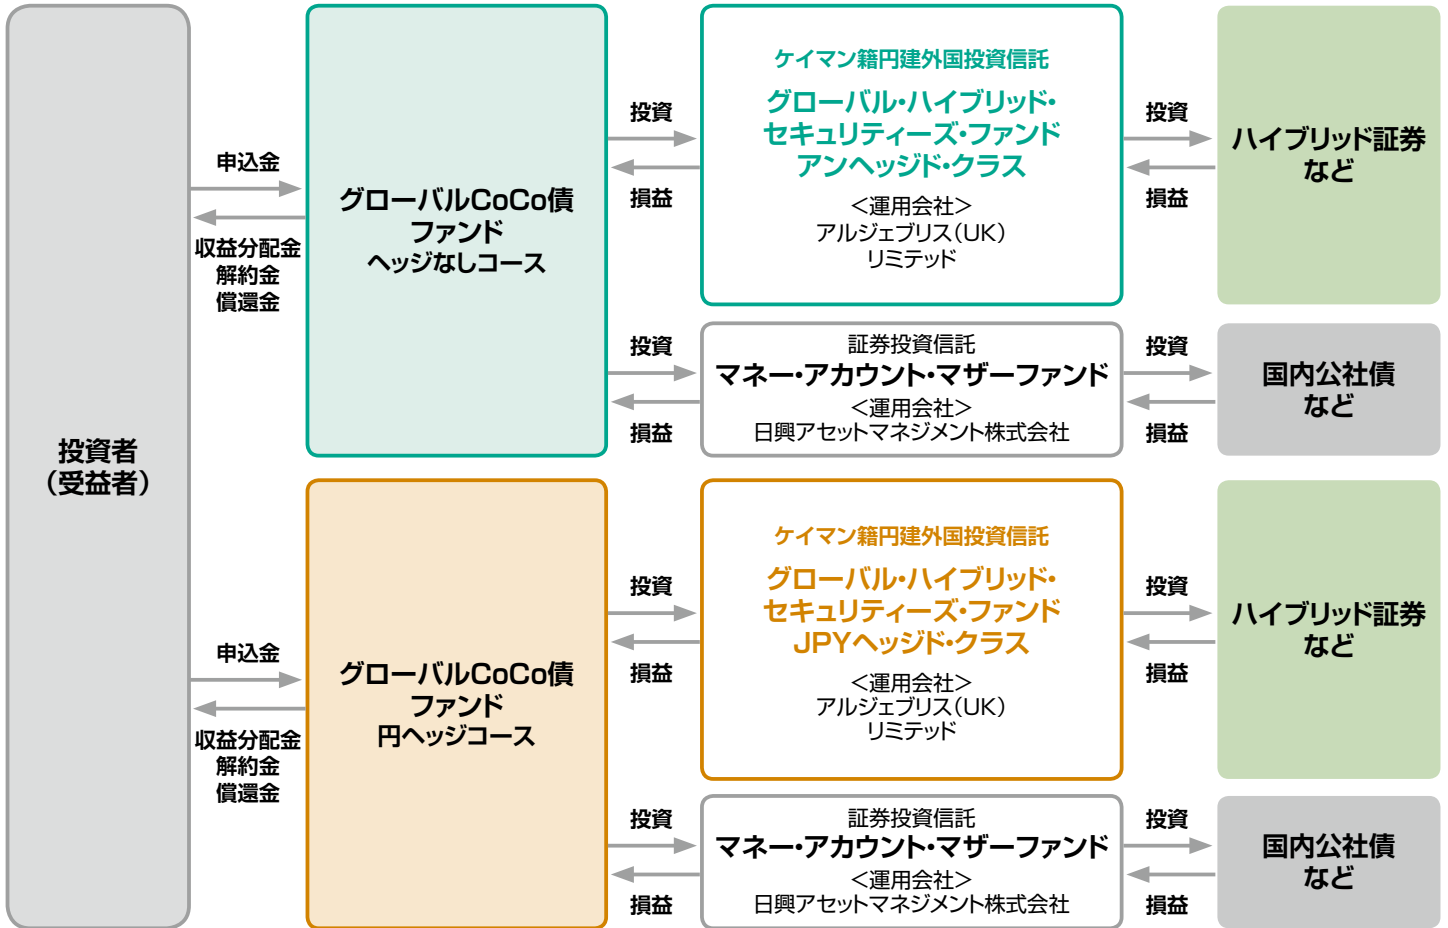 投資者
（受益者）
申込金
収益分配金
解約金
償還金
グローバルCoCo債
ファンド
ヘッジなしコース
投資
損益
ケイマン籍円建外国投資信託
グローバル・ハイブリッド・
セキュリティーズ・ファンド
アンヘッジド・クラス
＜運用会社＞
アルジェブリス（UK）
リミテッド
投資
損益
ハイブリッド証券
など
投資
損益
証券投資信託
マネー・アカウント・マザーファンド
＜運用会社＞
日興アセットマネジメント株式会社
投資
損益
国内公社債
など
申込金
収益分配金
解約金
償還金
グローバルCoCo債
ファンド
円ヘッジコース
投資
損益
ケイマン籍円建外国投資信託
グローバル・ハイブリッド・
セキュリティーズ・ファンド
JPYヘッジド・クラス
＜運用会社＞
アルジェブリス（UK）
リミテッド
投資
損益
ハイブリッド証券
など
投資
損益
証券投資信託
マネー・アカウント・マザーファンド
＜運用会社＞
日興アセットマネジメント株式会社
投資
損益
国内公社債
など